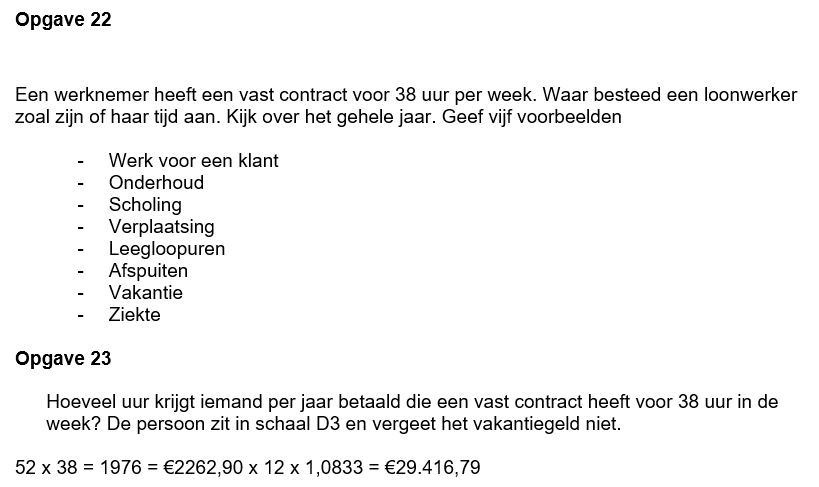 Opgave 22
Een werknemer heeft een vast contract voor 38 uur per week. Waar besteed een loonwerker
zoal zijn of haar tijd aan. Kijk over het gehele jaar. Geef vijf voorbeelden
- Werk voor een klant
- Onderhoud
- Scholing
- Verplaatsing
- Leegloopuren
- Afspuiten
- Vakantie
- Ziekte
Opgave 23
Hoeveel uur krijgt iemand per jaar betaald die een vast contract heeft voor 38 uur in de
week? De persoon zit in schaal D3 en vergeet het vakantiegeld niet.
52 x 38 = 1976 = €2262,90 x 12 x 1,0833 = €29.416,79